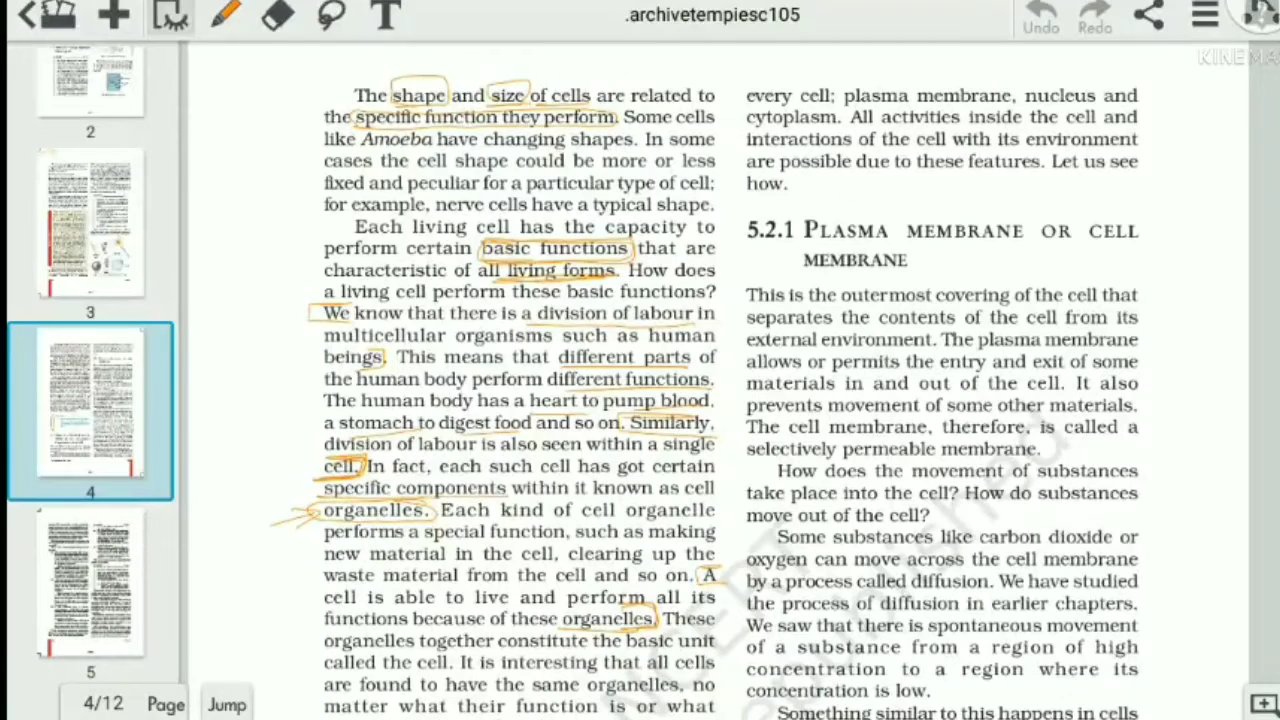 .archivetempiesc105
Undo
Redo
KINEMA
2
3
4
5
4/12 Page
Jump
The shape and size of cells are related to
the specific function they perform. Some cells
like Amoeba have changing shapes. In some
cases the cell shape could be more or less
fixed and peculiar for a particular type of cell;
for example, nerve cells have a typical shape.
Each living cell has the capacity to
perform certain basic functions that are
characteristic of all living forms. How does
a living cell perform these basic functions?
We know that there is a division of labour in
multicellular organisms such as human
beings. This means that different parts of
the human body perform different functions.
The human body has a heart to pump blood,
a stomach to digest food and so on. Similarly,
division of labour is also seen within a single
cell. In fact, each such cell has got certain
specific components within it known as cell
organelles. Each kind of cell organelle
performs a special function, such as making
new material in the cell, clearing up the
waste material from the cell and so on. A
cell is able to live and perform all its
functions because of these organelles. These
organelles together constitute the basic unit
called the cell. It is interesting that all cells
are found to have the same organelles, no
matter what their function is or what
every cell; plasma membrane, nucleus and
cytoplasm. All activities inside the cell and
interactions of the cell with its environment
are possible due to these features. Let us see
how.
5.2.1 PLASMA MEMBRANE OR CELL
MEMBRANE
This is the outermost covering of the cell that
separates the contents of the cell from its
external environment. The plasma membrane
allows or permits the entry and exit of some
materials in and out of the cell. It also
prevents movement of some other materials.
The cell membrane, therefore, is called a
selectively permeable membrane.
How does the movement of substances
take place into the cell? How do substances
move out of the cell?
Some substances like carbon dioxide or
oxygen can move across the cell membrane
by a process called diffusion. We have studied
the process of diffusion in earlier chapters.
We saw that there is spontaneous movement
of a substance from a region of high
concentration to a region where its
concentration is low.
Something similar to this happens in cells